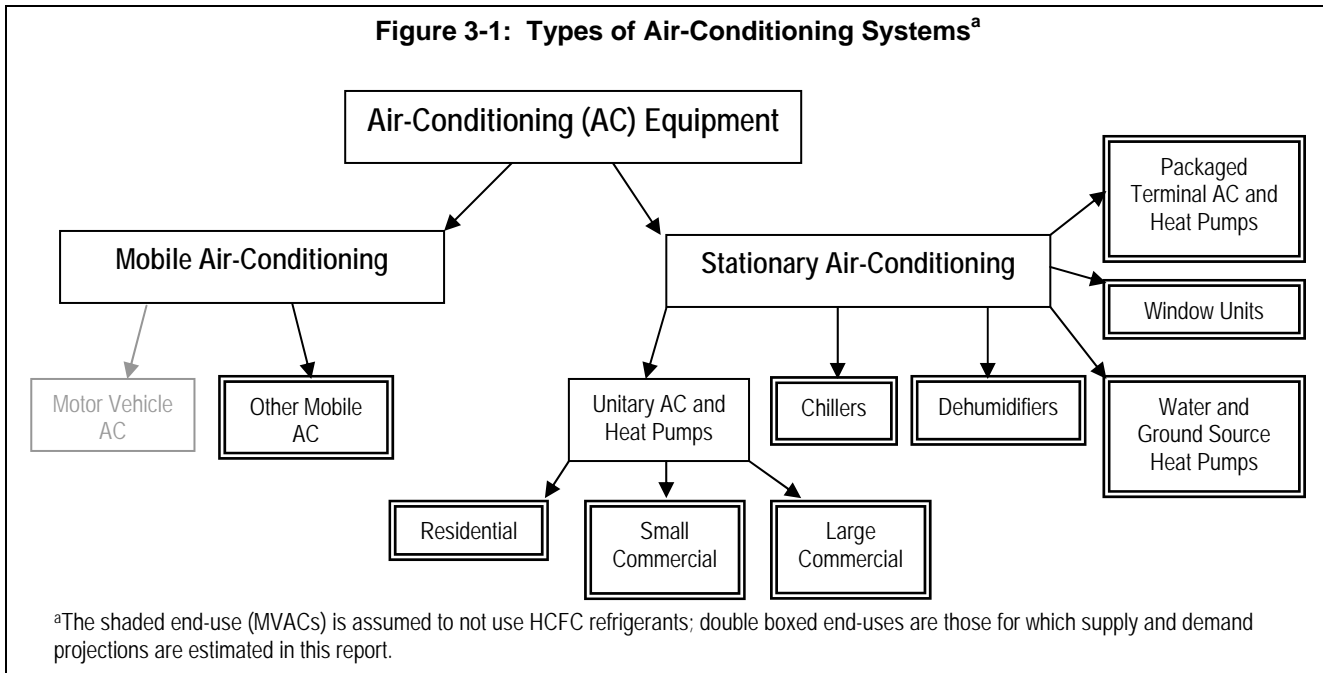 Figure 3-1: Types of Air-Conditioning Systemsa
Air-Conditioning (AC) Equipment
Packaged
Terminal AC and
Heat Pumps
Mobile Air-Conditioning
Stationary Air-Conditioning
Window Units
Motor Vehicle
AC
Other Mobile
AC
Unitary AC and
Heat Pumps
Chillers
Dehumidifiers
Water and
Ground Source
Heat Pumps
Residential
Small
Commercial
Large
Commercial
aThe shaded end-use (MVACs) is assumed to not use HCFC refrigerants; double boxed end-uses are those for which supply and demand
projections are estimated in this report.